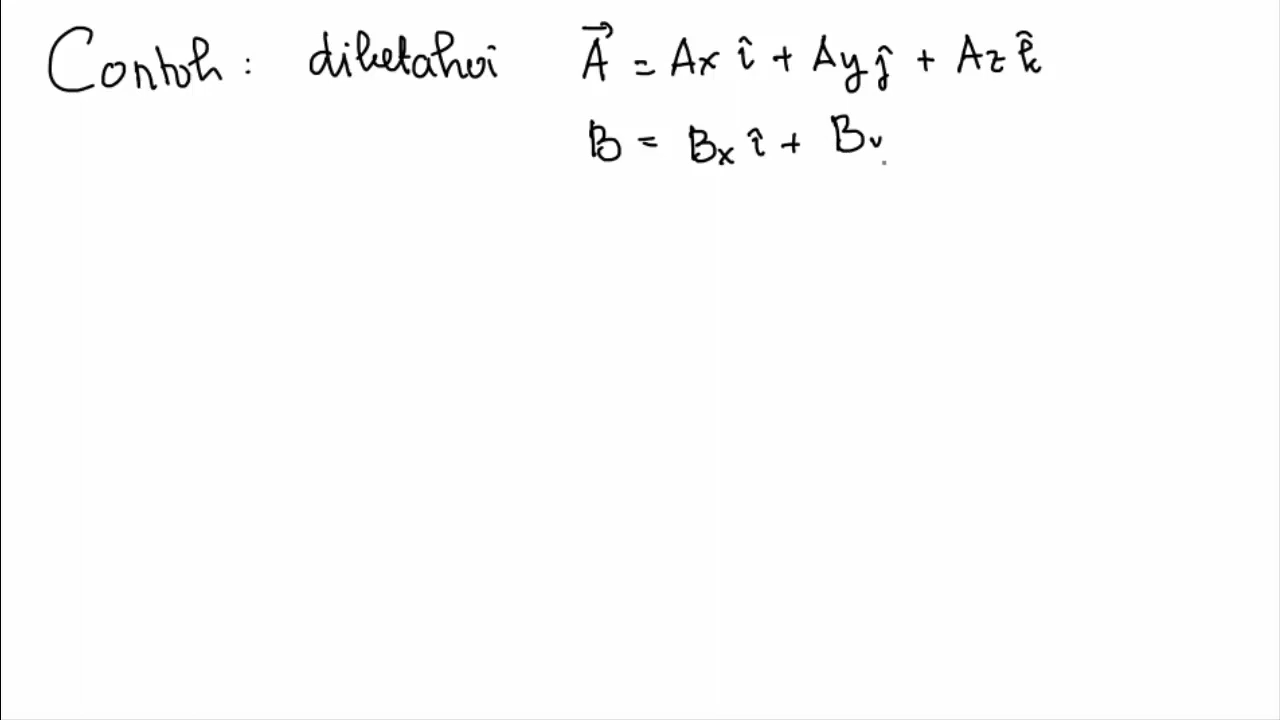 Contoh : diketahui A⃗ = Ax î + Ay ĵ + Az k̂
B = Bx î + B